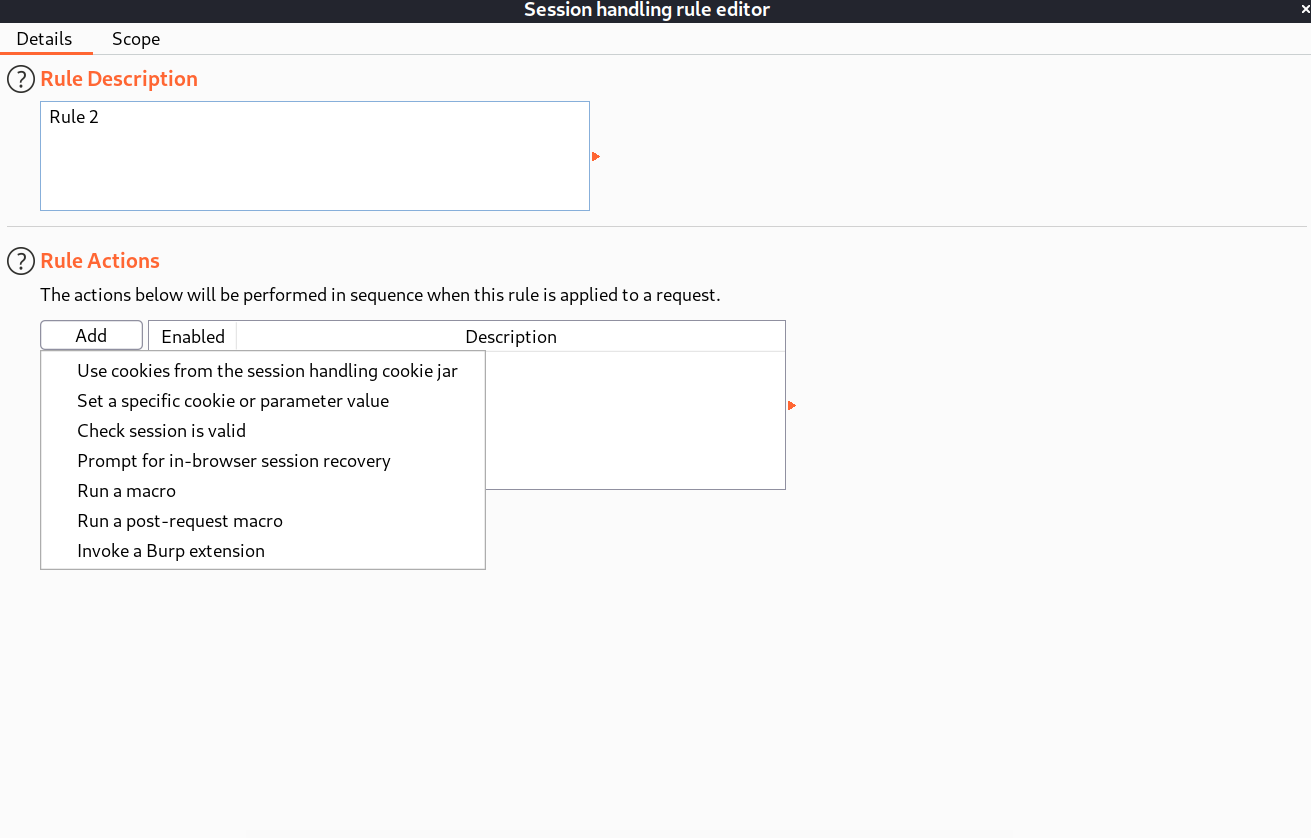 Session handling rule editor
×
Details Scope
? Rule Description
Rule 2
? Rule Actions
The actions below will be performed in sequence when this rule is applied to a request.
Add Enabled Description
Use cookies from the session handling cookie jar
Set a specific cookie or parameter value
Check session is valid
Prompt for in-browser session recovery
Run a macro
Run a post-request macro
Invoke a Burp extension